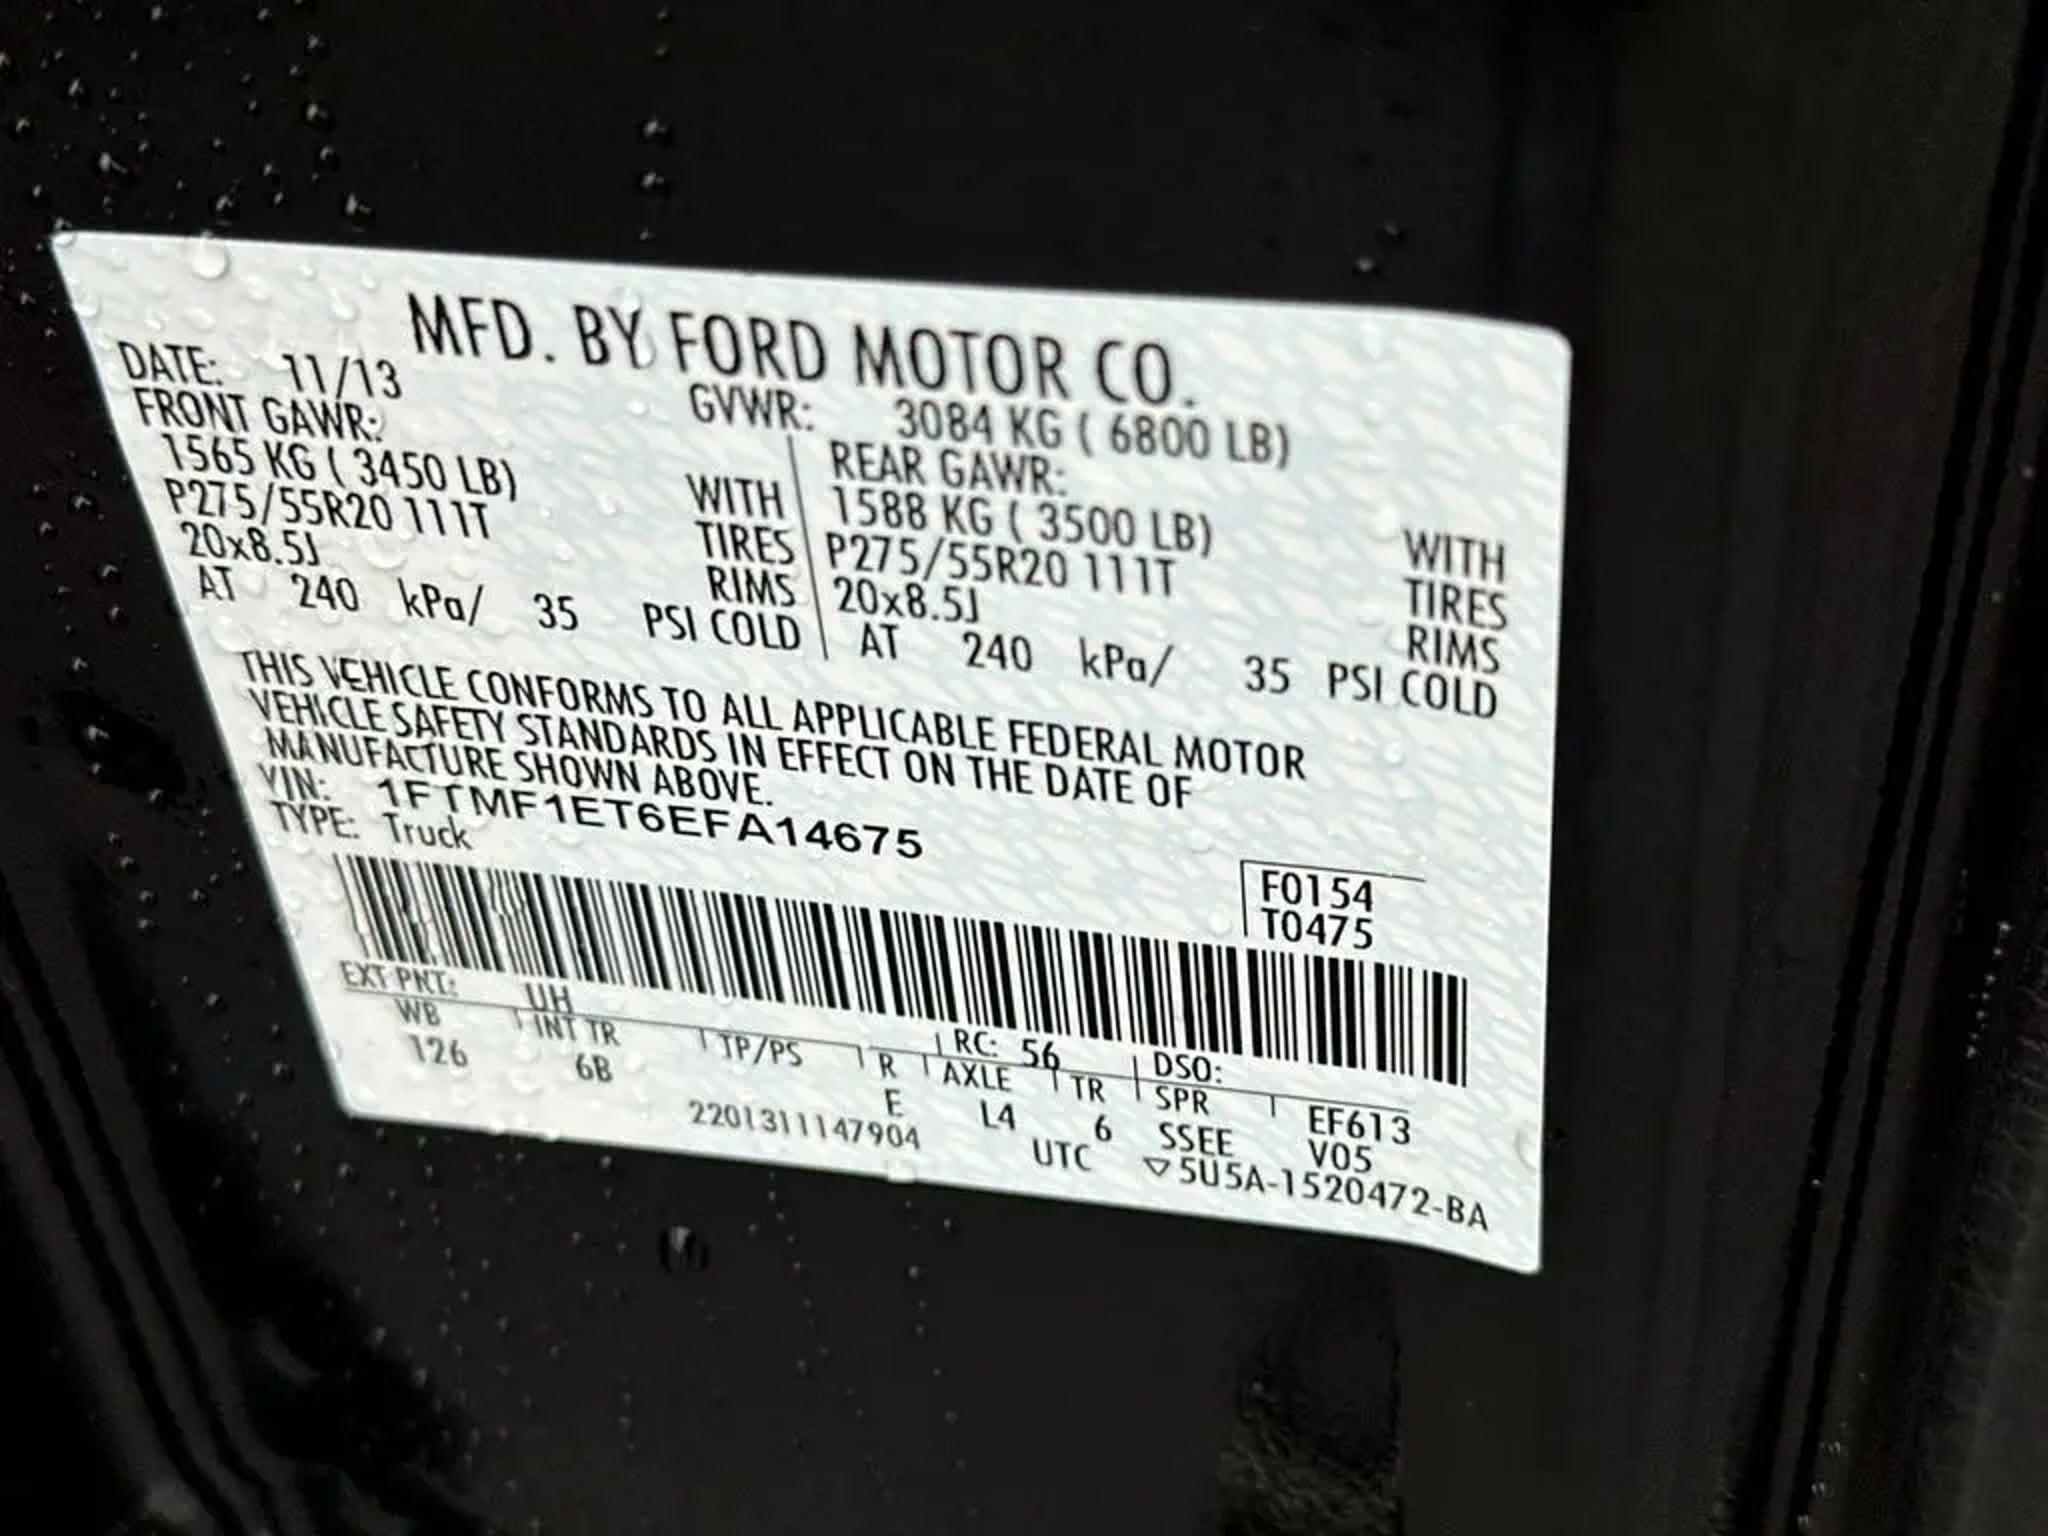 MFD. BY FORD MOTOR CO.
DATE: 11/13 GVWR: 3084 KG ( 6800 LB)
FRONT GAWR: REAR GAWR:
1565 KG ( 3450 LB) WITH 1588 KG ( 3500 LB) WITH
P275/55R20 111T TIRES P275/55R20 111T TIRES
20x8.5J RIMS 20x8.5J RIMS
AT 240 kPa/ 35 PSI COLD AT 240 kPa/ 35 PSI COLD
THIS VEHICLE CONFORMS TO ALL APPLICABLE FEDERAL MOTOR
VEHICLE SAFETY STANDARDS IN EFFECT ON THE DATE OF
MANUFACTURE SHOWN ABOVE.
VIN: 1FTMF1ET6EFA14675
TYPE: Truck
F0154
T0475
EXT PNT: UH RC: 56 DSO:
WB INT TR TP/PS R AXLE TR SPR EF613
126 6B E L4 6 SSEE V05
2201311147904 UTC ▽5U5A-1520472-BA